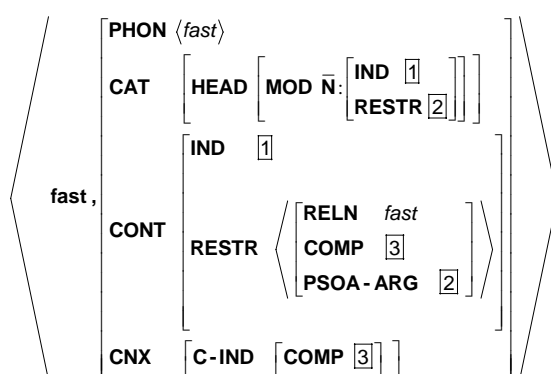 PHON ⟨fast⟩
CAT [HEAD [MOD N̅:[IND [1]
RESTR [2]]]]
fast ,
IND [1]
CONT
RESTR ⟨[RELN fast
COMP [3]
PSOA-ARG [2]]⟩
CNX [C-IND [COMP [3]]]